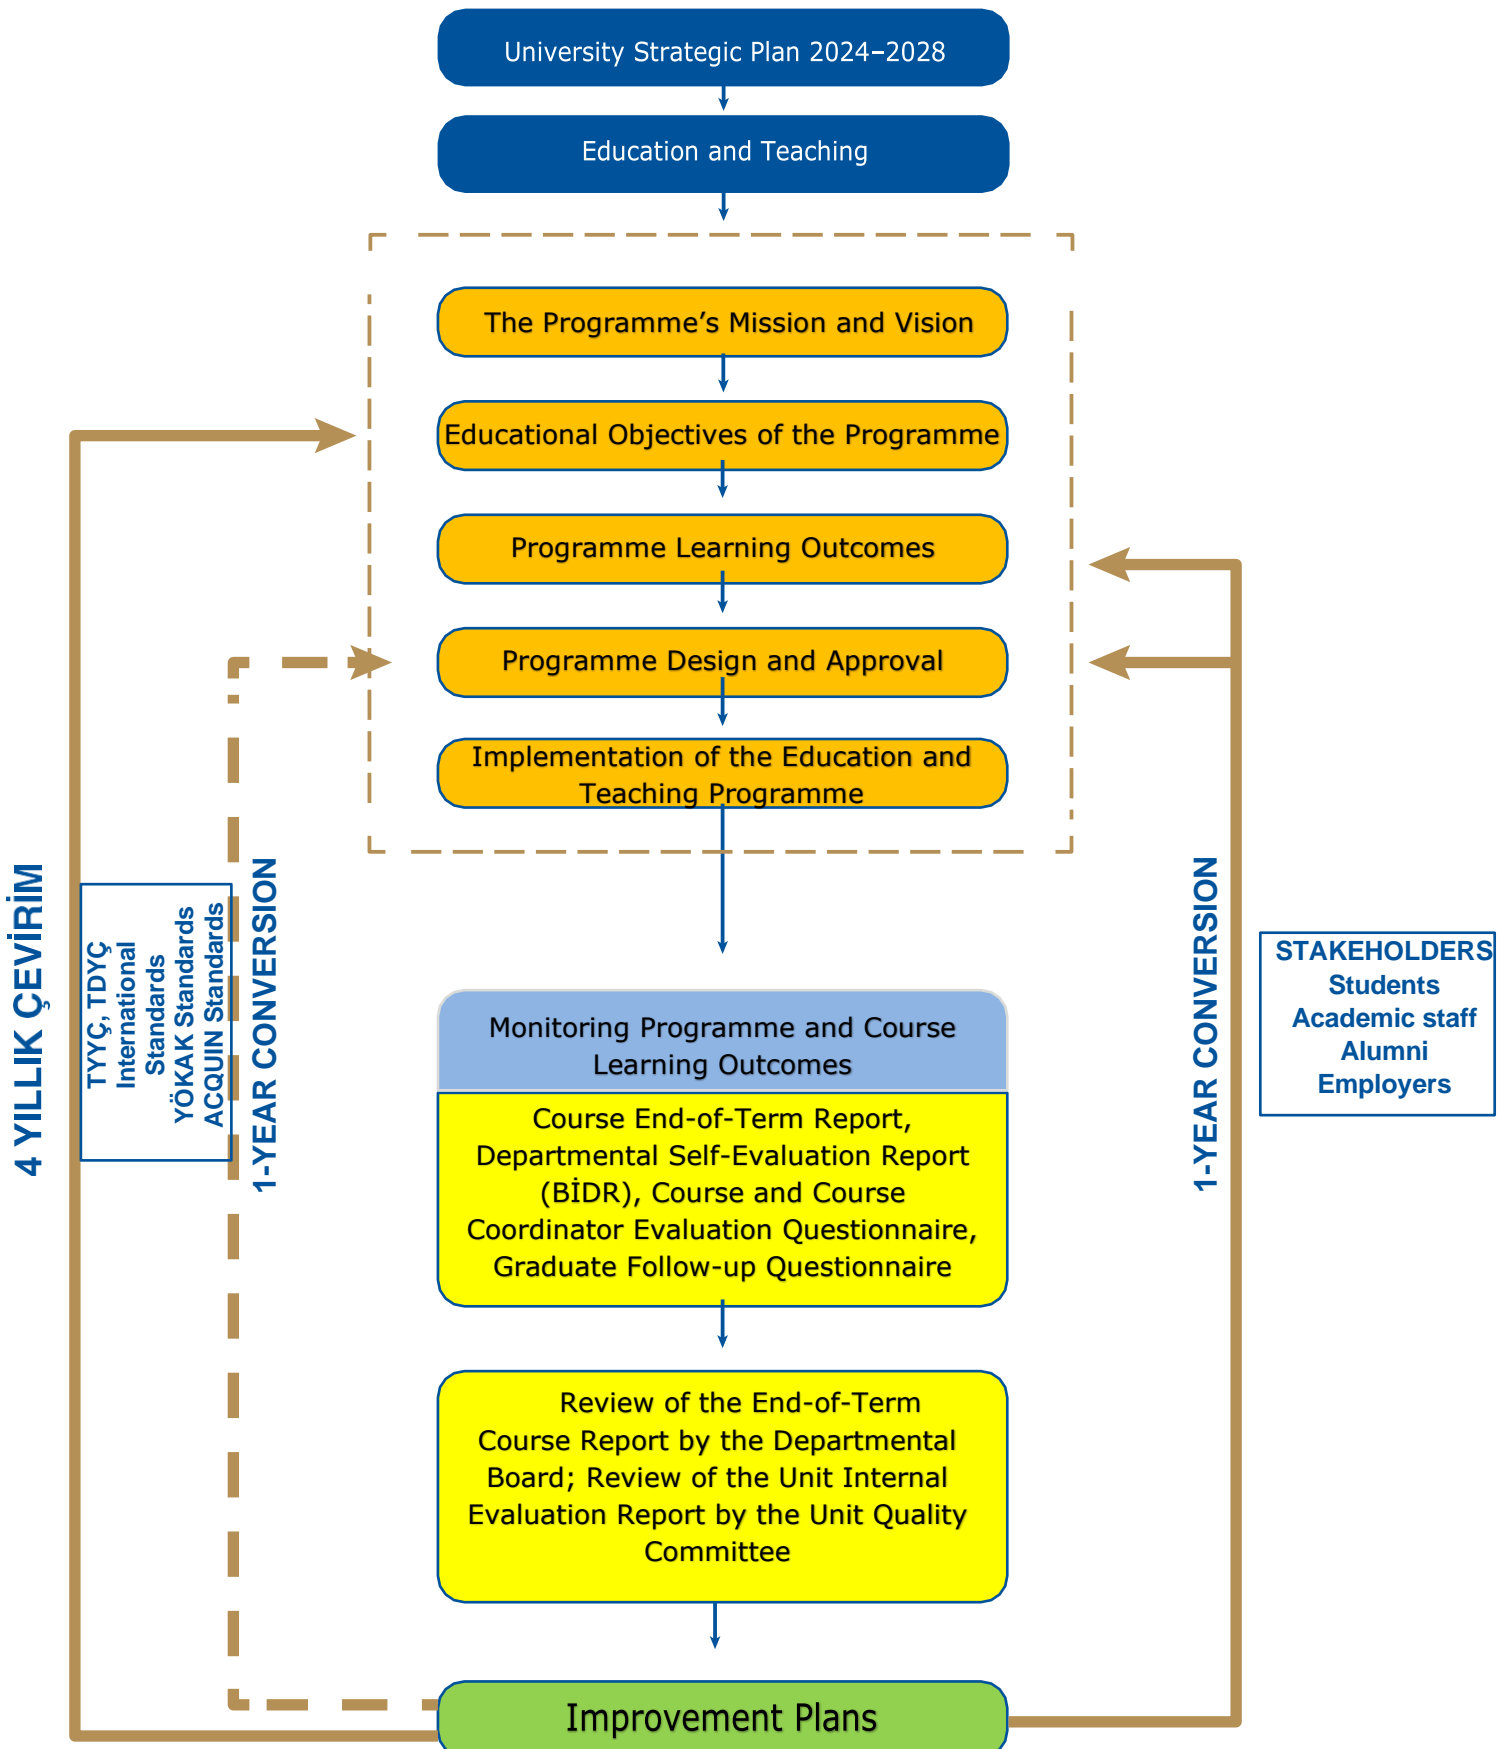 University Strategic Plan 2024–2028
Education and Teaching
The Programme’s Mission and Vision
Educational Objectives of the Programme
Programme Learning Outcomes
Programme Design and Approval
Implementation of the Education and
Teaching Programme
4 YILLIK ÇEVİRİM
TYYÇ, TDYÇ
International
Standards
YÖKAK Standards
ACQUIN Standards
1-YEAR CONVERSION
Monitoring Programme and Course
Learning Outcomes
Course End-of-Term Report,
Departmental Self-Evaluation Report
(BİDR), Course and Course
Coordinator Evaluation Questionnaire,
Graduate Follow-up Questionnaire
1-YEAR CONVERSION
STAKEHOLDERS
Students
Academic staff
Alumni
Employers
Review of the End-of-Term
Course Report by the Departmental
Board; Review of the Unit Internal
Evaluation Report by the Unit Quality
Committee
Improvement Plans